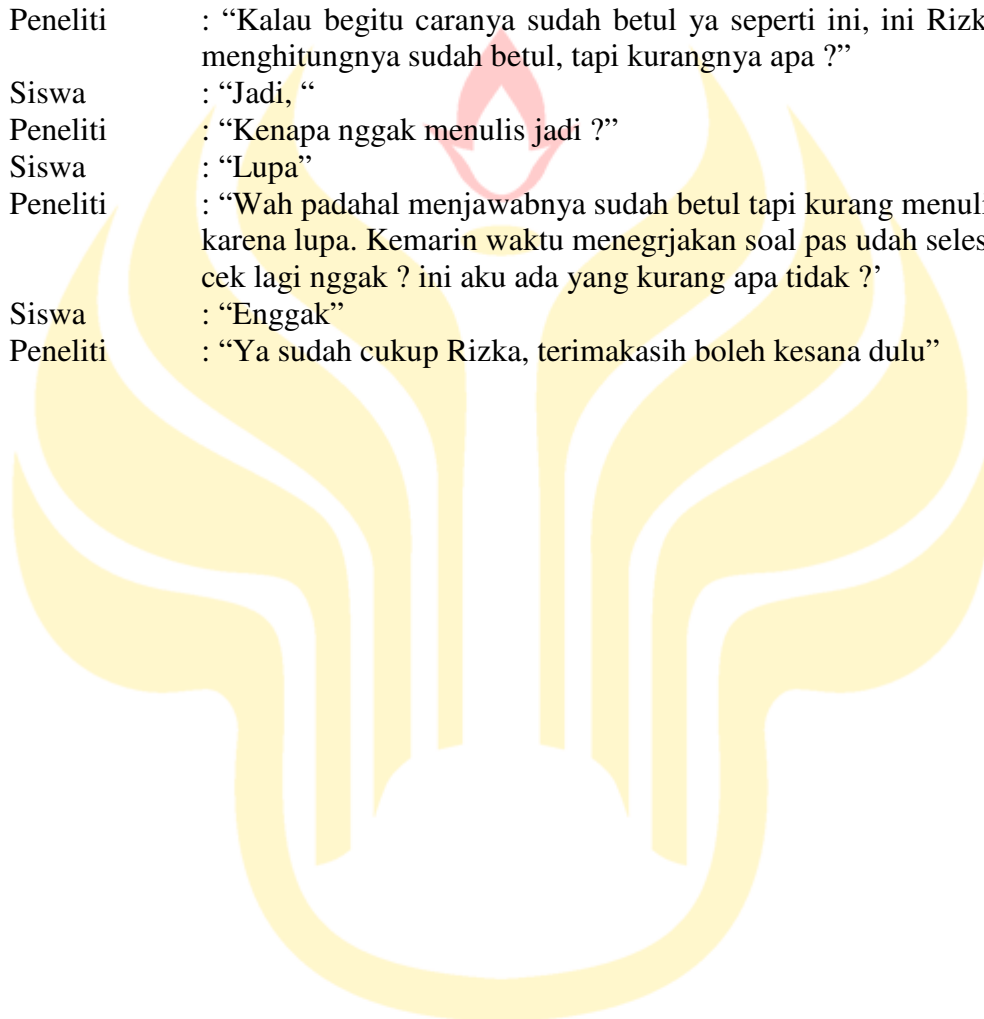 Peneliti : “Kalau begitu caranya sudah betul ya seperti ini, ini Rizk
menghitungnya sudah betul, tapi kurangnya apa ?”
Siswa : “Jadi, “
Peneliti : “Kenapa nggak menulis jadi ?”
Siswa : “Lupa”
Peneliti : “Wah padahal menjawabnya sudah betul tapi kurang menuli
karena lupa. Kemarin waktu menegrjakan soal pas udah seles
cek lagi nggak ? ini aku ada yang kurang apa tidak ?’
Siswa : “Enggak”
Peneliti : “Ya sudah cukup Rizka, terimakasih boleh kesana dulu”